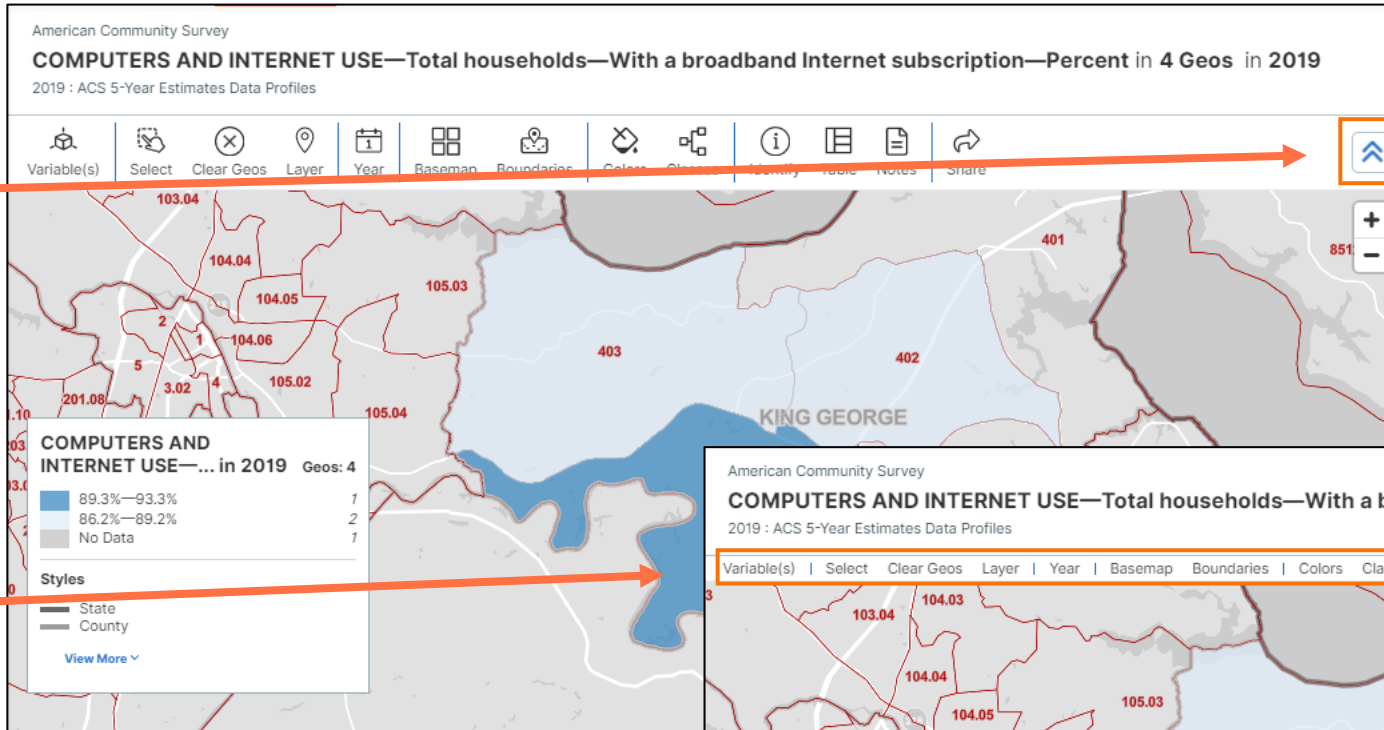 American Community Survey
COMPUTERS AND INTERNET USE—Total households—With a broadband Internet subscription—Percent in 4 Geos in 2019
2019 : ACS 5-Year Estimates Data Profiles
Variable(s) Select Clear Geos Layer Year Basemap Boundaries Colors Classes Identify Table Notes Share
103.04
401
851
+
−
104.04
105.03
104.05
2
1
104.06
403
402
5
3.02
4
105.02
201.08
105.04
KING GEORGE
COMPUTERS AND
INTERNET USE—... in 2019 Geos: 4
89.3%—93.3% 1
86.2%—89.2% 2
No Data 1
Styles
State
County
View More
American Community Survey
COMPUTERS AND INTERNET USE—Total households—With a b
2019 : ACS 5-Year Estimates Data Profiles
Variable(s) | Select Clear Geos Layer | Year | Basemap Boundaries | Colors Cla
103.04
104.03
104.04
104.05
105.03